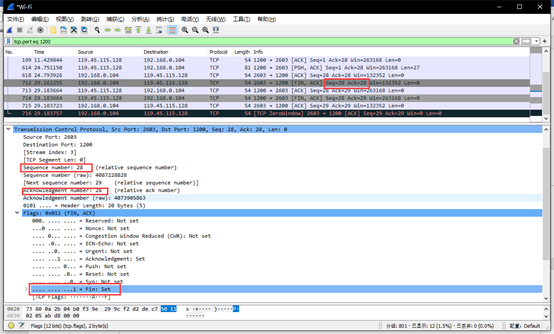 *Wi-Fi
文件(F) 编辑(E) 视图(V) 跳转(G) 捕获(C) 分析(A) 统计(S) 电话(Y) 无线(W) 工具(T) 帮助(H)
tcp.port eq 1200
No. Time Source Destination Protocol Length Info
199 11.429844 119.45.115.128 192.168.0.104 TCP 54 1200 → 2603 [ACK] Seq=1 Ack=28 Win=263168 Len=0
614 24.751150 119.45.115.128 192.168.0.104 TCP 81 1200 → 2603 [PSH, ACK] Seq=1 Ack=28 Win=263168 Len=27
618 24.793926 192.168.0.104 119.45.115.128 TCP 54 2603 → 1200 [ACK] Seq=28 Ack=28 Win=132352 Len=0
712 29.162255 192.168.0.104 119.45.115.128 TCP 54 2603 → 1200 [FIN, ACK] Seq=28 Ack=28 Win=132352 Len=0
713 29.183664 119.45.115.128 192.168.0.104 TCP 54 1200 → 2603 [ACK] Seq=28 Ack=29 Win=263168 Len=0
714 29.183664 119.45.115.128 192.168.0.104 TCP 54 1200 → 2603 [FIN, ACK] Seq=28 Ack=29 Win=263168 Len=0
715 29.183723 192.168.0.104 119.45.115.128 TCP 54 2603 → 1200 [ACK] Seq=29 Ack=29 Win=132352 Len=0
716 29.183757 192.168.0.104 119.45.115.128 TCP 54 [TCP ZeroWindow] 2603 → 1200 [ACK] Seq=29 Ack=29 Win=0 Len=0
Transmission Control Protocol, Src Port: 2603, Dst Port: 1200, Seq: 28, Ack: 28, Len: 0
Source Port: 2603
Destination Port: 1200
[Stream index: 3]
[TCP Segment Len: 0]
Sequence number: 28 (relative sequence number)
Sequence number (raw): 4087228828
[Next sequence number: 29 (relative sequence number)]
Acknowledgment number: 28 (relative ack number)
Acknowledgment number (raw): 4073905863
0101 .... = Header Length: 20 bytes (5)
Flags: 0x011 (FIN, ACK)
000. .... .... = Reserved: Not set
...0 .... .... = Nonce: Not set
.... 0... .... = Congestion Window Reduced (CWR): Not set
.... .0.. .... = ECN-Echo: Not set
.... ..0. .... = Urgent: Not set
.... ...1 .... = Acknowledgment: Set
.... .... 0... = Push: Not set
.... .... .0.. = Reset: Not set
.... .... ..0. = Syn: Not set
.... .... ...1 = Fin: Set
[TCP Flags: ·······A···F]
0020 73 80 0a 2b 04 b0 f3 9e 29 9c f2 d2 de c7 50 11
0030 02 05 ab d8 00 00
Flags (12 bits) (tcp.flags), 2 byte(s)
分组: 801 · 已显示: 12 (1.5%) · 已丢弃: 0 (0.0%)
配置: Default